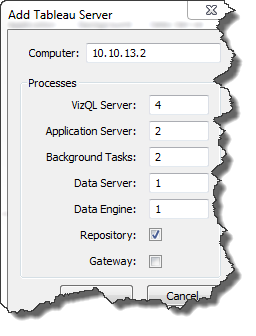 Add Tableau Server
Computer: 10.10.13.2
Processes
VizQL Server: 4
Application Server: 2
Background Tasks: 2
Data Server: 1
Data Engine: 1
Repository:
Gateway:
Cancel